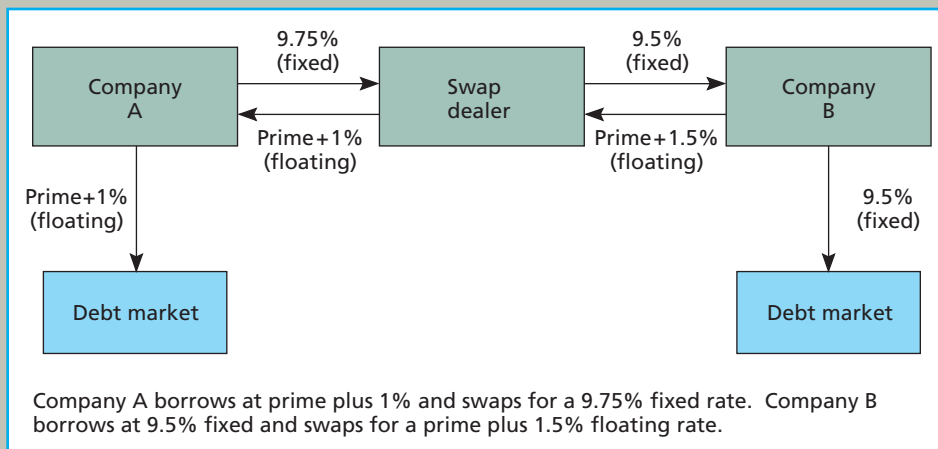 9.75%
(fixed)
9.5%
(fixed)
Company
A
Swap
dealer
Company
B
Prime+1%
(floating)
Prime+1.5%
(floating)
Prime+1%
(floating)
9.5%
(fixed)
Debt market
Debt market
Company A borrows at prime plus 1% and swaps for a 9.75% fixed rate.  Company B
borrows at 9.5% fixed and swaps for a prime plus 1.5% floating rate.